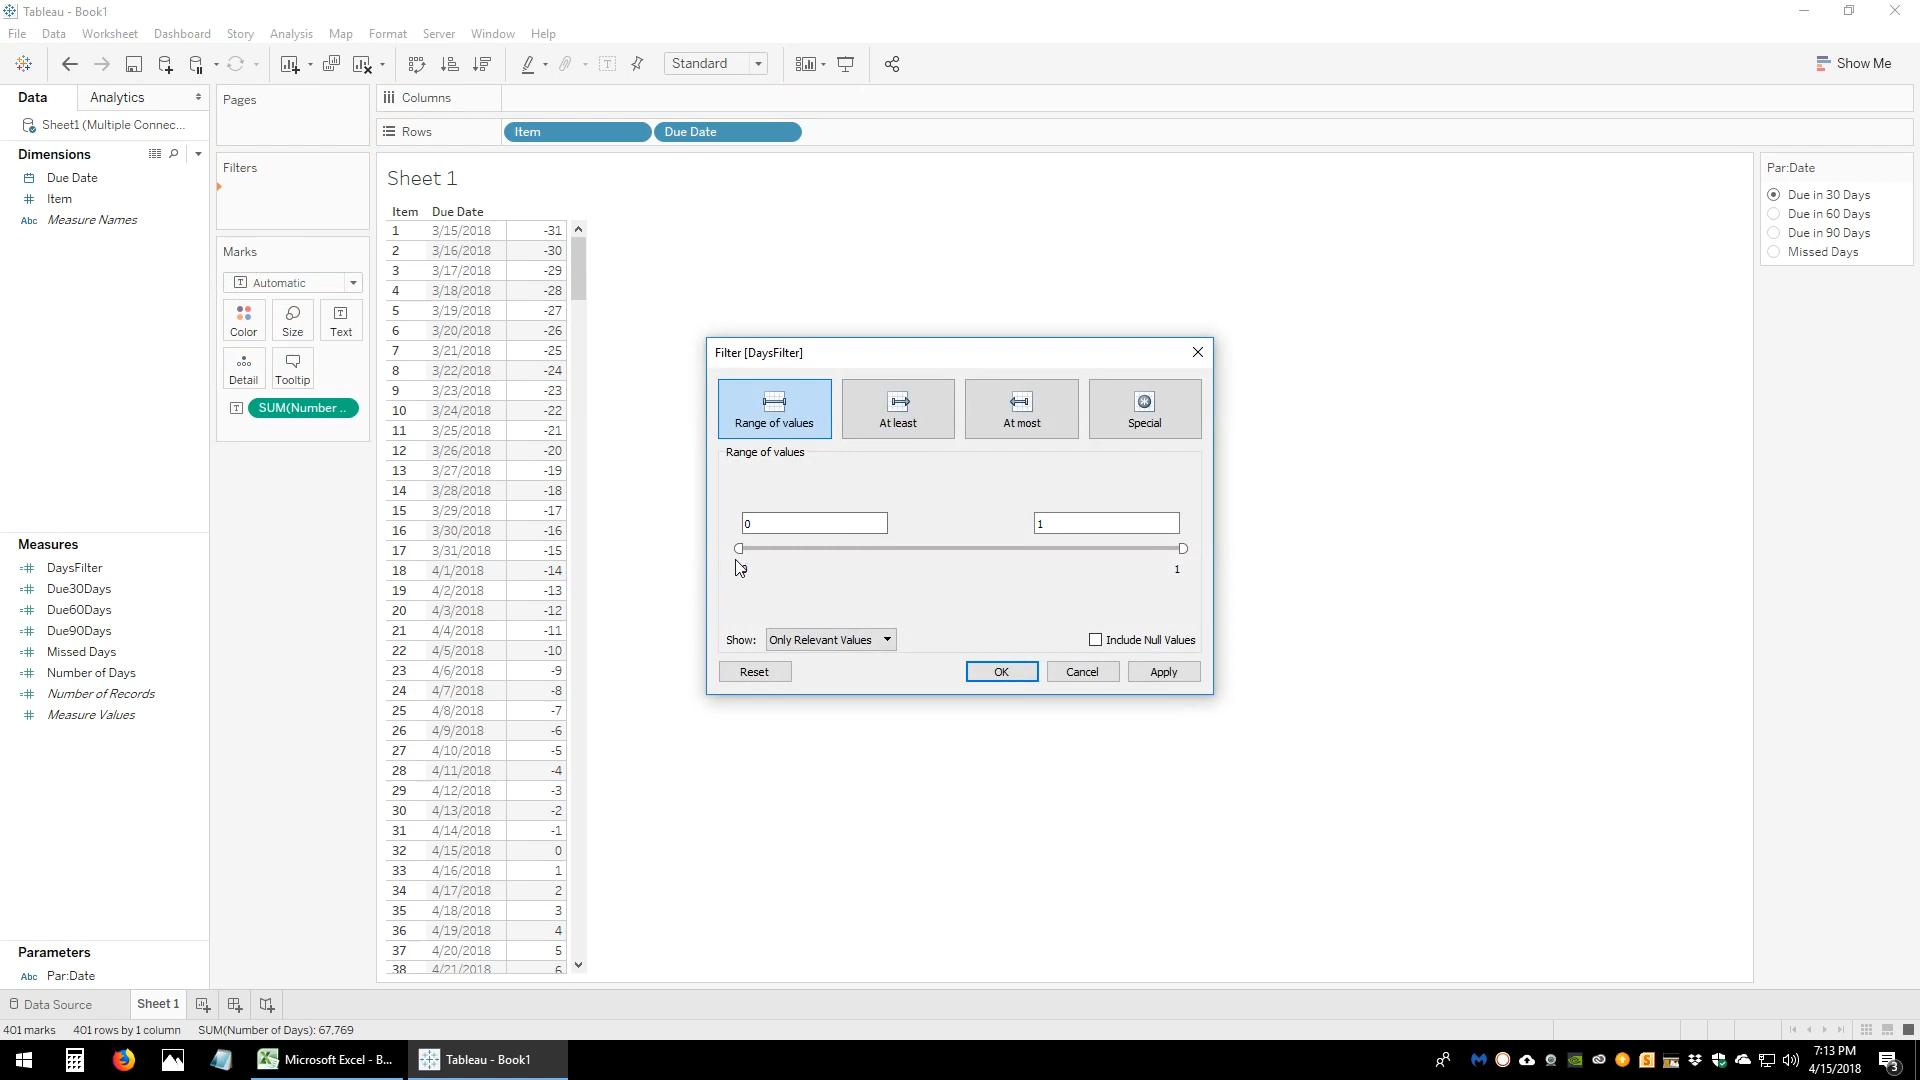 Tableau - Book1
File Data Worksheet Dashboard Story Analysis Map Format Server Window Help
Standard
Show Me
Data Analytics
Sheet1 (Multiple Connec...
Dimensions
Due Date
Item
Abc Measure Names
Measures
DaysFilter
Due30Days
Due60Days
Due90Days
Missed Days
Number of Days
Number of Records
Measure Values
Parameters
Abc Par:Date
Pages
Filters
Marks
Automatic
Color Size Text
Detail Tooltip
SUM(Number ..
Columns
Rows Item Due Date
Sheet 1
Item Due Date
1 3/15/2018 -31
2 3/16/2018 -30
3 3/17/2018 -29
4 3/18/2018 -28
5 3/19/2018 -27
6 3/20/2018 -26
7 3/21/2018 -25
8 3/22/2018 -24
9 3/23/2018 -23
10 3/24/2018 -22
11 3/25/2018 -21
12 3/26/2018 -20
13 3/27/2018 -19
14 3/28/2018 -18
15 3/29/2018 -17
16 3/30/2018 -16
17 3/31/2018 -15
18 4/1/2018 -14
19 4/2/2018 -13
20 4/3/2018 -12
21 4/4/2018 -11
22 4/5/2018 -10
23 4/6/2018 -9
24 4/7/2018 -8
25 4/8/2018 -7
26 4/9/2018 -6
27 4/10/2018 -5
28 4/11/2018 -4
29 4/12/2018 -3
30 4/13/2018 -2
31 4/14/2018 -1
32 4/15/2018 0
33 4/16/2018 1
34 4/17/2018 2
35 4/18/2018 3
36 4/19/2018 4
37 4/20/2018 5
38 4/21/2018 6
Filter [DaysFilter]
Range of values At least At most Special
Range of values
0 1
1
Show: Only Relevant Values Include Null Values
Reset OK Cancel Apply
Par:Date
Due in 30 Days
Due in 60 Days
Due in 90 Days
Missed Days
Data Source Sheet 1
401 marks 401 rows by 1 column SUM(Number of Days): 67,769
Microsoft Excel - B... Tableau - Book1
7:13 PM
4/15/2018
3